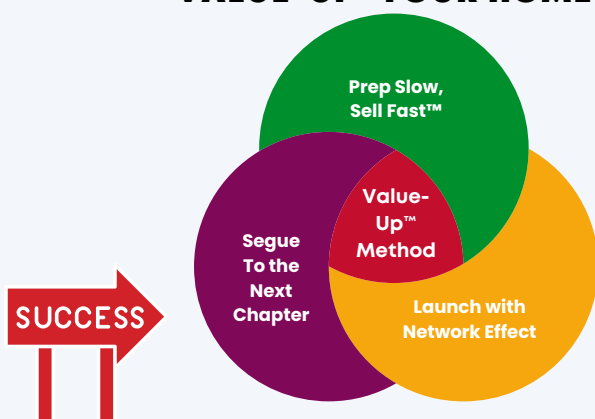 Prep Slow,
Sell Fast™
Value-
Up™
Method
Segue
To the
Next
Chapter
Launch with
Network Effect
SUCCESS